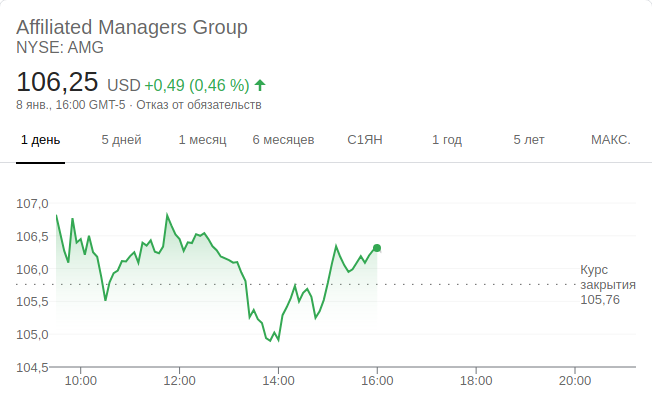 Affiliated Managers Group
NYSE: AMG
106,25 USD +0,49 (0,46 %)
8 янв., 16:00 GMT-5 · Отказ от обязательств
1 день 5 дней 1 месяц 6 месяцев С1ЯН 1 год 5 лет МАКС.
107,0
106,5
106,0
105,5
105,0
104,5
Курс
закрытия
105,76
10:00 12:00 14:00 16:00 18:00 20:00